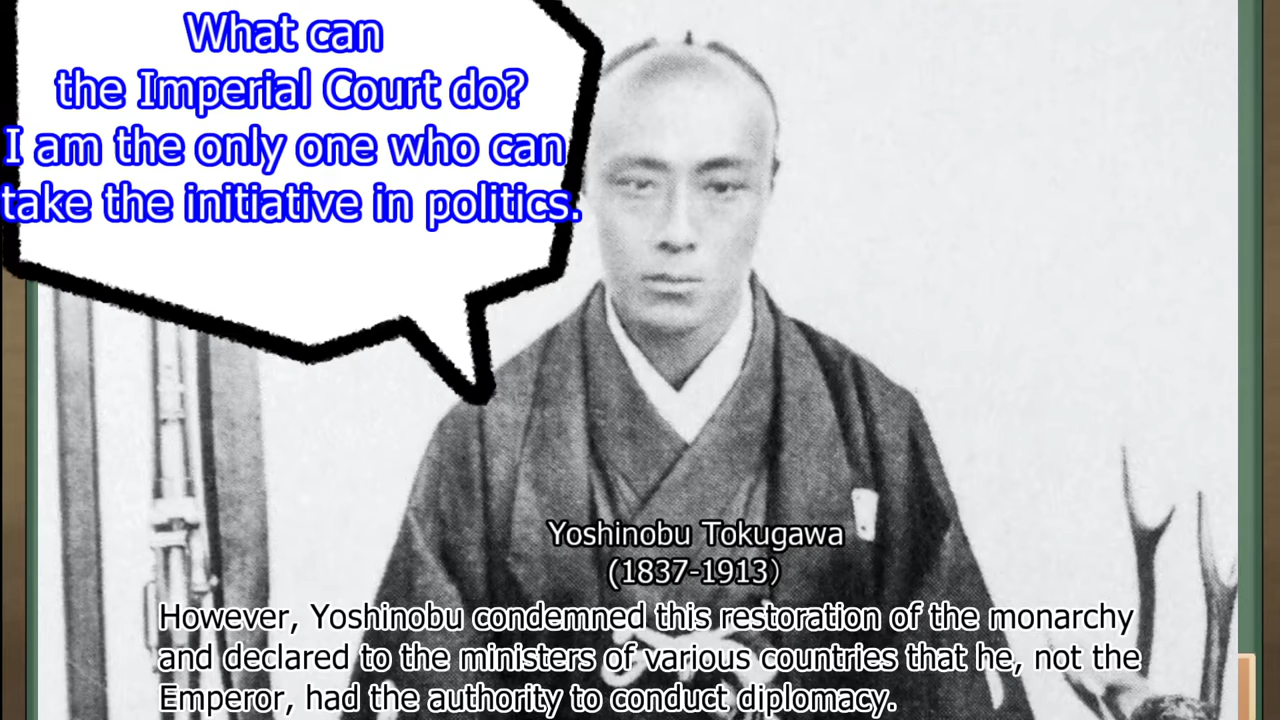 What can
the Imperial Court do?
I am the only one who can
take the initiative in politics.
Yoshinobu Tokugawa
(1837-1913）
However, Yoshinobu condemned this restoration of the monarchy
and declared to the ministers of various countries that he, not the
Emperor, had the authority to conduct diplomacy.